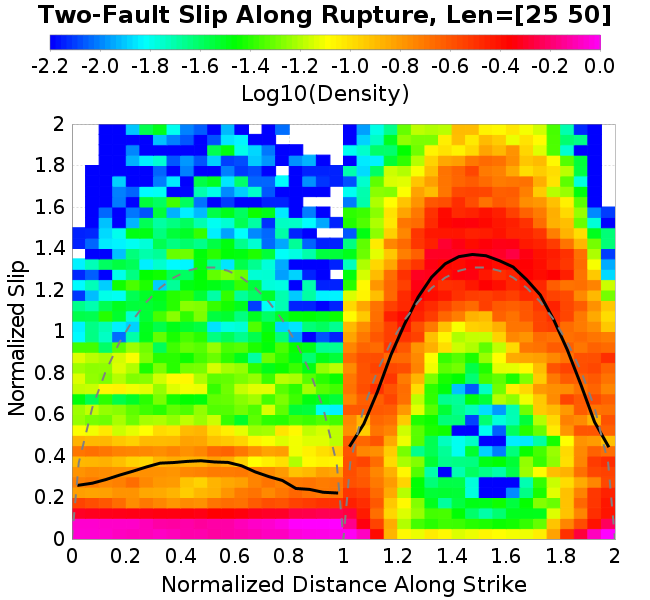 Two-Fault Slip Along Rupture, Len=[25 50]
-2.2 -2.0 -1.8 -1.6 -1.4 -1.2 -1.0 -0.8 -0.6 -0.4 -0.2 0.0
Log10(Density)
2
1.8
1.6
1.4
1.2
1
0.8
0.6
0.4
0.2
0
Normalized Slip
0 0.2 0.4 0.6 0.8 1 1.2 1.4 1.6 1.8 2
Normalized Distance Along Strike